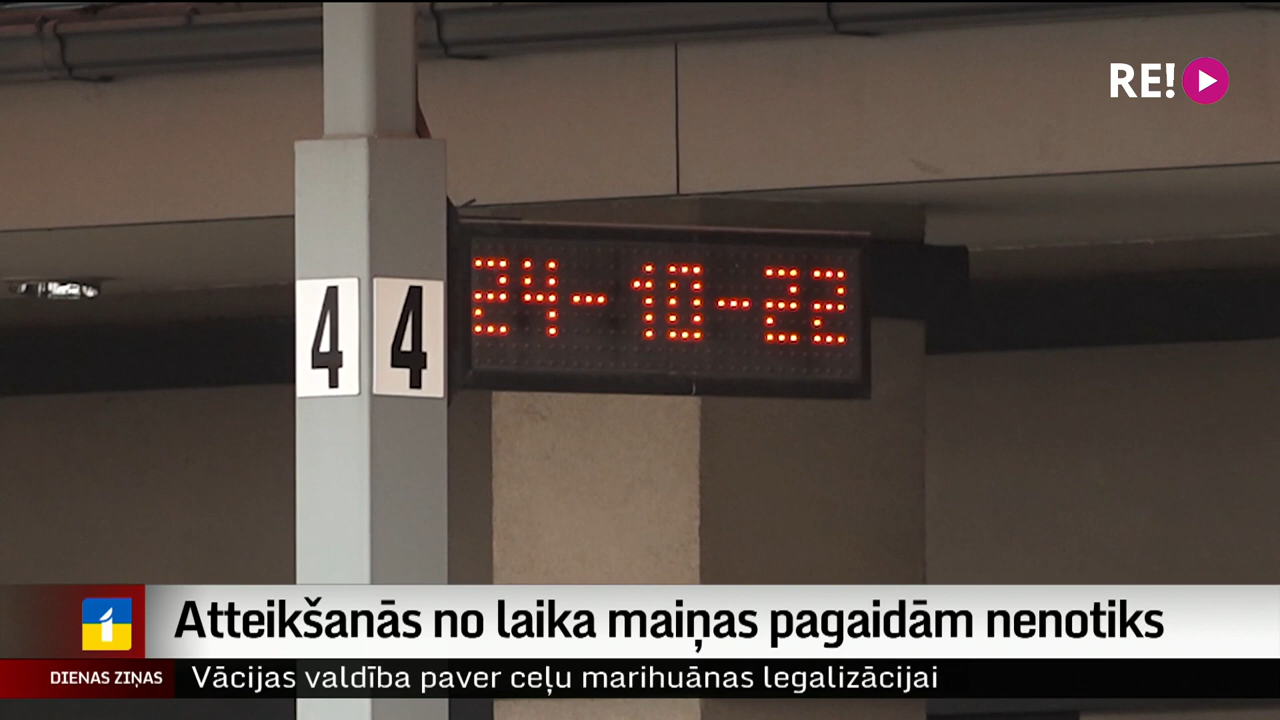 RE!
24-10-22
4 4
1
Atteikšanās no laika maiņas pagaidām nenotiks
DIENAS ZIŅAS
Vācijas valdība paver ceļu marihuānas legalizācijai